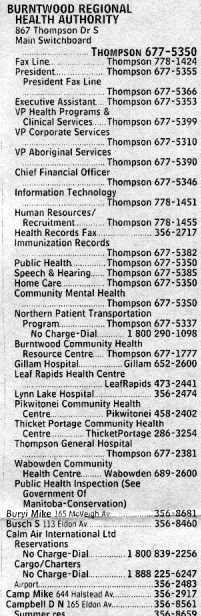 BURNTWOOD REGIONAL
HEALTH AUTHORITY
867 Thompson Dr S
Main Switchboard
THOMPSON 677-5350
Fax Line Thompson 778-1424
President Thompson 677-5355
President Fax Line
Thompson 677-5366
Executive Assistant Thompson 677-5353
VP Health Programs &
Clinical Services Thompson 677-5399
VP Corporate Services
Thompson 677-5310
VP Aboriginal Services
Thompson 677-5390
Chief Financial Officer
Thompson 677-5346
Information Technology
Thompson 778-1451
Human Resources/
Recruitment Thompson 778-1455
Health Records Fax 356-2717
Immunization Records
Thompson 677-5382
Public Health Thompson 677-5350
Speech & Hearing Thompson 677-5385
Home Care Thompson 677-5350
Community Mental Health
Thompson 677-5350
Northern Patient Transportation
Program Thompson 677-5337
No Charge-Dial 1 800 290-1098
Burntwood Community Health
Resource Centre Thompson 677-1777
Gillam Hospital Gillam 652-2600
Leaf Rapids Health Centre
LeafRapids 473-2441
Lynn Lake Hospital 356-2474
Pikwitonei Community Health
Centre Pikwitonei 458-2402
Thicket Portage Community Health
Centre ThicketPortage 286-3254
Thompson General Hospital
Thompson 677-2381
Wabowden Community
Health Centre Wabowden 689-2600
Public Health Inspection (See
Government Of
Manitoba-Conservation)
Burry Mike 165 McVeigh Av 356-8681
Busch S 113 Eldon Av 356-8460
Calm Air International Ltd
Reservations
No Charge-Dial 1 800 839-2256
Cargo/Charters
No Charge-Dial 1 888 225-6247
Airport 356-2483
Camp Mike 644 Halstead Av 356-2917
Campbell D N 165 Eldon Av 356-8561
Summer res 356-8659